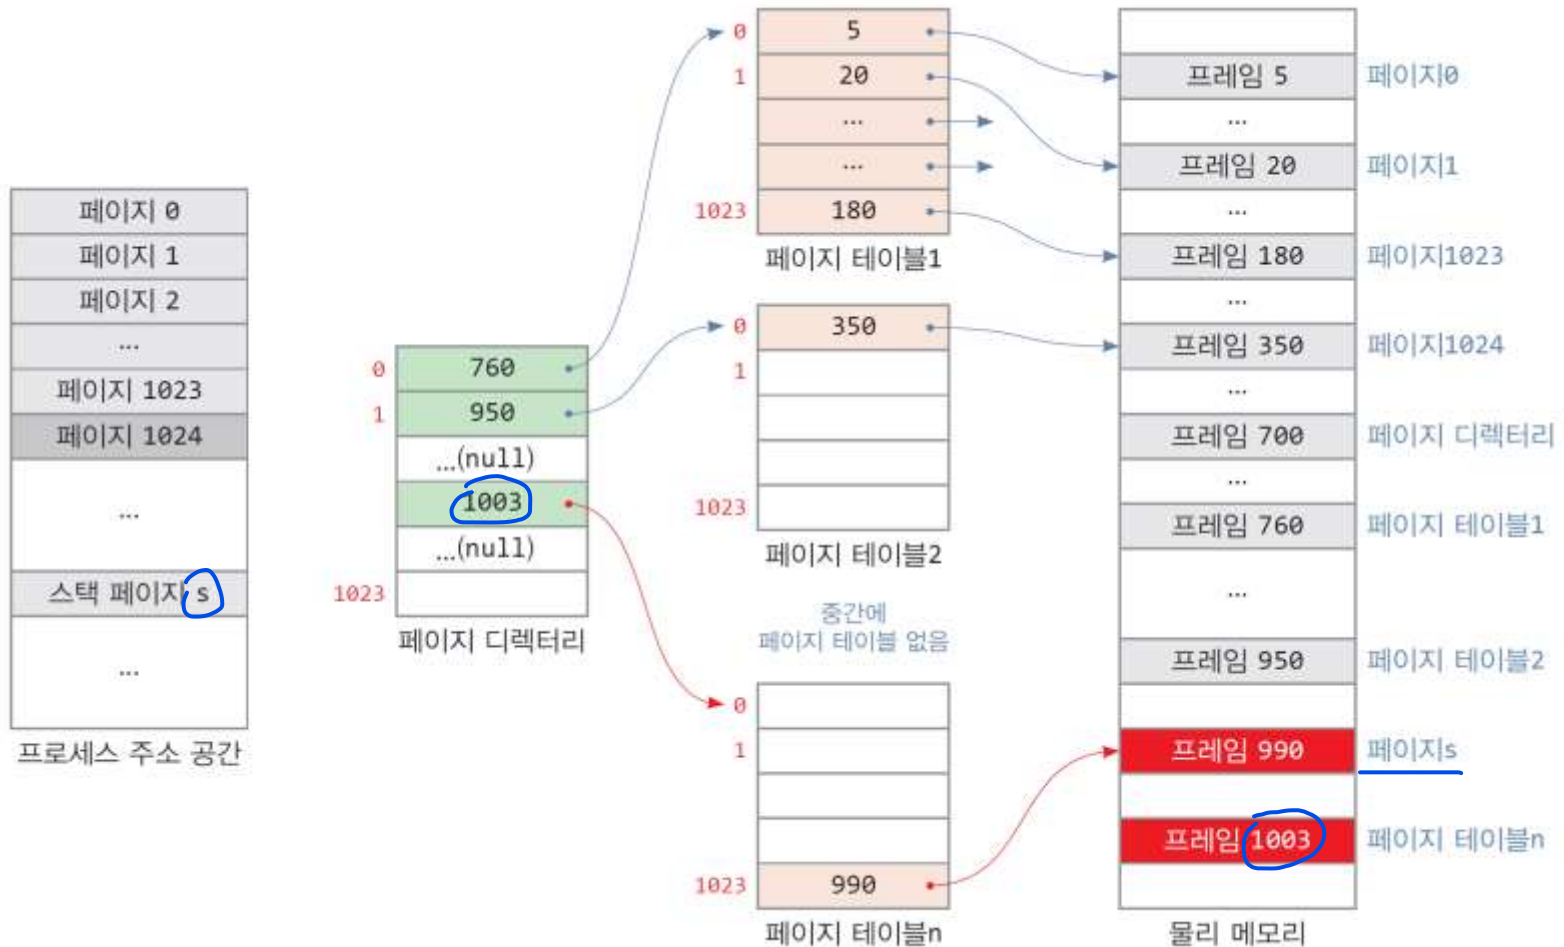 페이지 0
페이지 1
페이지 2
...
페이지 1023
페이지 1024
...
스택 페이지 s
...
프로세스 주소 공간
0
760
1
950
...(null)
1003
...(null)
1023
페이지 디렉터리
0
5
1
20
...
...
1023
180
페이지 테이블1
0
350
1
1023
페이지 테이블2
중간에
페이지 테이블 없음
0
1
1023
990
페이지 테이블n
프레임 5
페이지0
...
프레임 20
페이지1
...
프레임 180
페이지1023
...
프레임 350
페이지1024
...
프레임 700
페이지 디렉터리
...
프레임 760
페이지 테이블1
...
프레임 950
페이지 테이블2
프레임 990
페이지s
프레임 1003
페이지 테이블n
물리 메모리